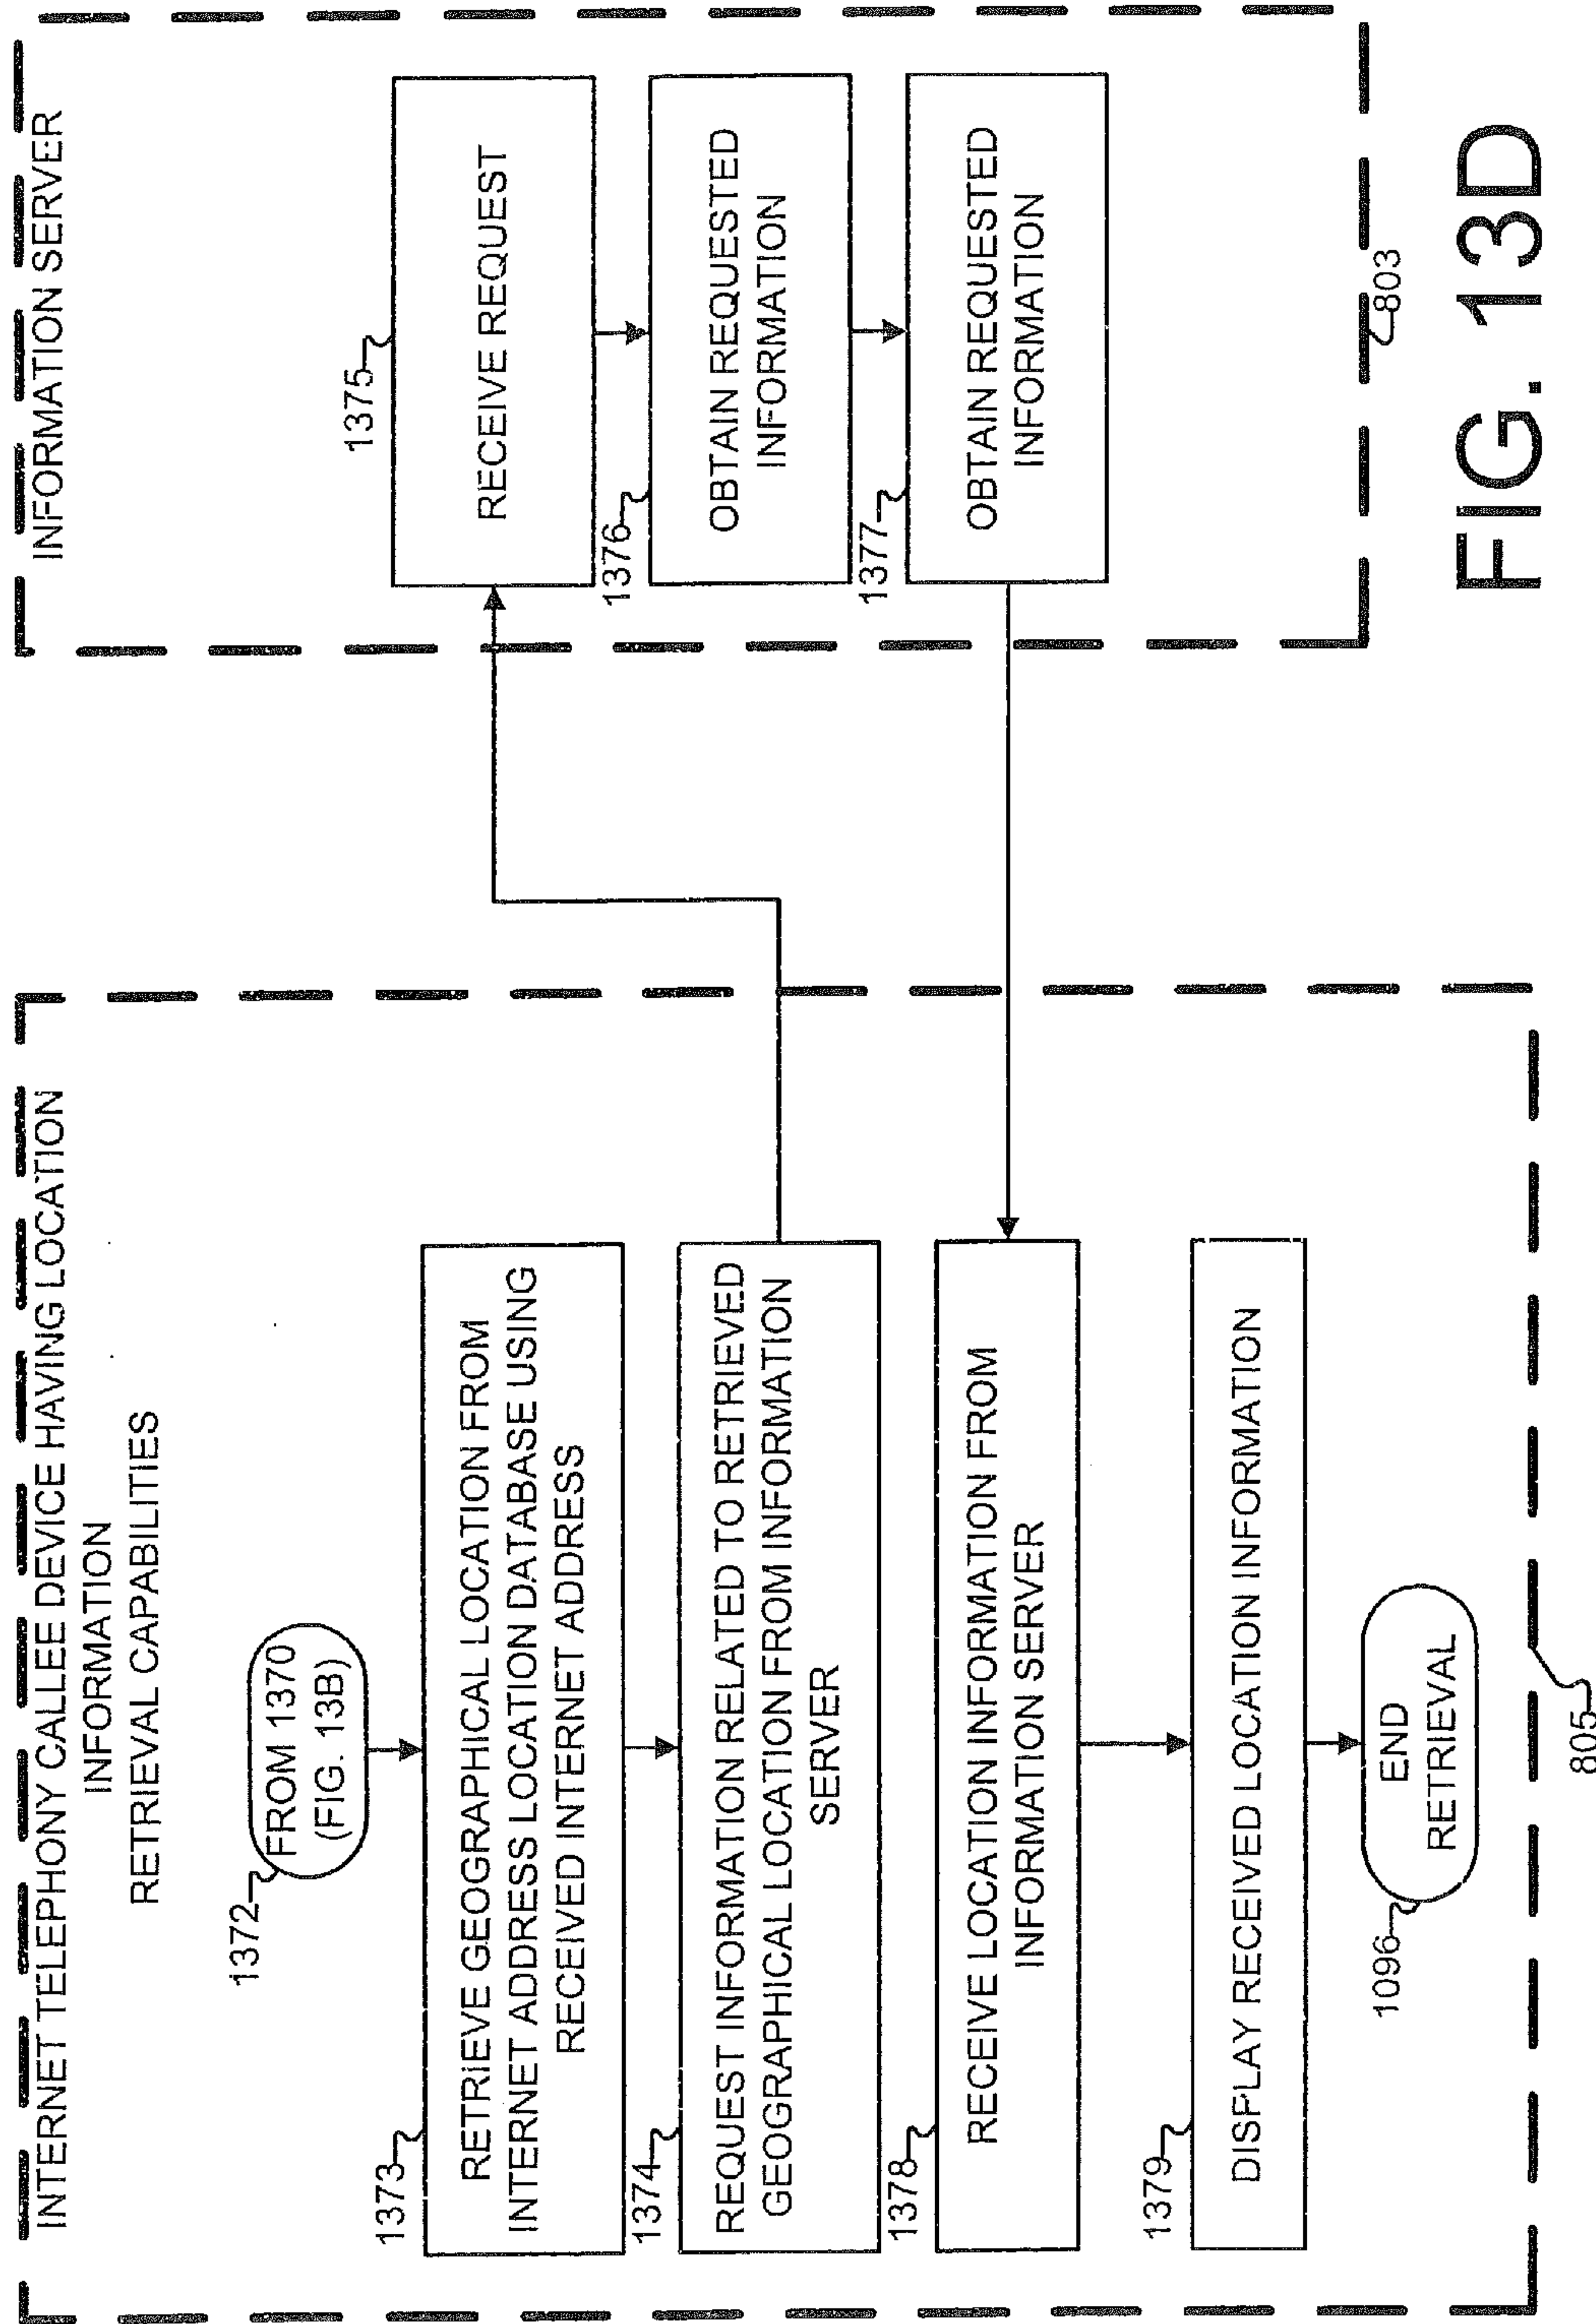 INTERNET TELEPHONY CALLEE DEVICE HAVING LOCATION
INFORMATION
RETRIEVAL CAPABILITIES
1372
FROM 1370
(FIG. 13B)
1373
RETRIEVE GEOGRAPHICAL LOCATION FROM
INTERNET ADDRESS LOCATION DATABASE USING
RECEIVED INTERNET ADDRESS
1374
REQUEST INFORMATION RELATED TO RETRIEVED
GEOGRAPHICAL LOCATION FROM INFORMATION
SERVER
1378
RECEIVE LOCATION INFORMATION FROM
INFORMATION SERVER
1379
DISPLAY RECEIVED LOCATION INFORMATION
1096
END
RETRIEVAL
805
INFORMATION SERVER
1375
RECEIVE REQUEST
1376
OBTAIN REQUESTED
INFORMATION
1377
OBTAIN REQUESTED
INFORMATION
803
FIG. 13D